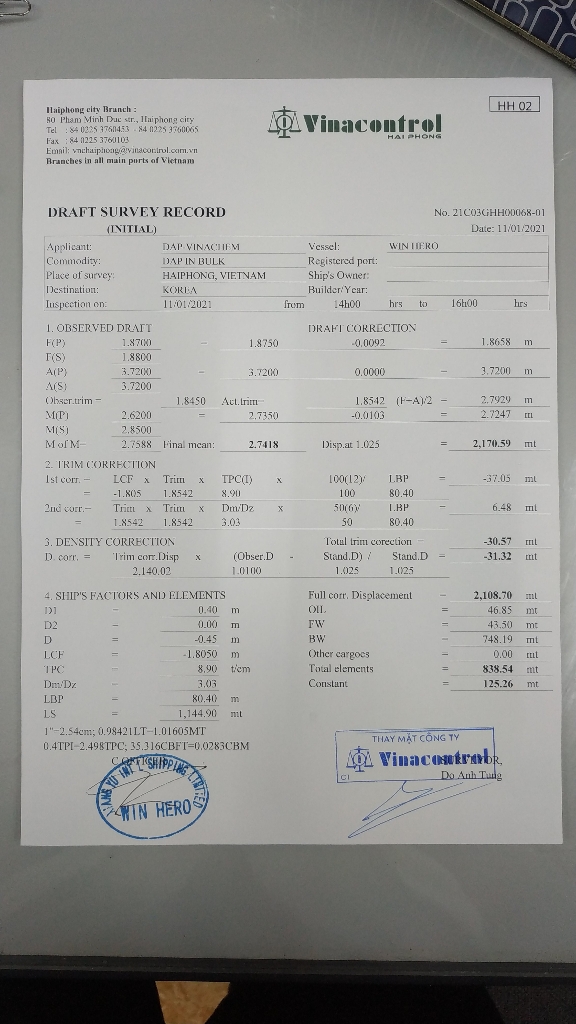 Haiphong city Branch :
80 Pham Minh Duc str., Haiphong city
Tel : 84 0225 3760453 - 84 0225 3760065
Fax : 84 0225 3760103
Email: vnchaiphong@vinacontrol.com.vn
Branches in all main ports of Vietnam
Vinacontrol
HAI PHONG
HH 02
DRAFT SURVEY RECORD
(INITIAL)
No. 21C03GHH00068-01
Date: 11/01/2021
Applicant: DAP-VINACHEM Vessel: WIN HERO
Commodity: DAP IN BULK Registered port:
Place of survey: HAIPHONG, VIETNAM Ship's Owner:
Destination: KOREA Builder/Year:
Inspection on: 11/01/2021 from 14h00 hrs to 16h00 hrs
1. OBSERVED DRAFT DRAFT CORRECTION
F(P) 1.8700 = 1.8750 -0.0092 = 1.8658 m
F(S) 1.8800
A(P) 3.7200 = 3.7200 0.0000 = 3.7200 m
A(S) 3.7200
Obser.trim = 1.8450 Act.trim= 1.8542 (F+A)/2 = 2.7929 m
M(P) 2.6200 = 2.7350 -0.0103 = 2.7247 m
M(S) 2.8500
M of M= 2.7588 Final mean: 2.7418 Disp.at 1.025 = 2,170.59 mt
2. TRIM CORRECTION
1st corr. = LCF x Trim x TPC(I) x 100(12)/ LBP = -37.05 mt
= -1.805 1.8542 8.90 100 80.40
2nd corr.= Trim x Trim x Dm/Dz x 50(6)/ LBP = 6.48 mt
= 1.8542 1.8542 3.03 50 80.40
3. DENSITY CORRECTION Total trim corection = -30.57 mt
D. corr. = Trim corr.Disp x (Obser.D - Stand.D) / Stand.D = -31.32 mt
2,140.02 1.0100 1.025 1.025
4. SHIP'S FACTORS AND ELEMENTS Full corr. Displacement = 2,108.70 mt
D1 = 0.40 m OIL = 46.85 mt
D2 = 0.00 m FW = 43.50 mt
D = -0.45 m BW = 748.19 mt
LCF = -1.8050 m Other cargoes = 0.00 mt
TPC = 8.90 t/cm Total elements = 838.54 mt
Dm/Dz = 3.03 Constant = 125.26 mt
LBP = 80.40 m
LS = 1,144.90 mt
1"=2.54cm; 0.98421LT=1.01605MT
0.4TPI=2.498TPC; 35.316CBFT=0.0283CBM
INT'L SHIPPING LIMITED
WIN HERO
THAY MẶT CÔNG TY
Vinacontrol
CI
Do Anh Tung